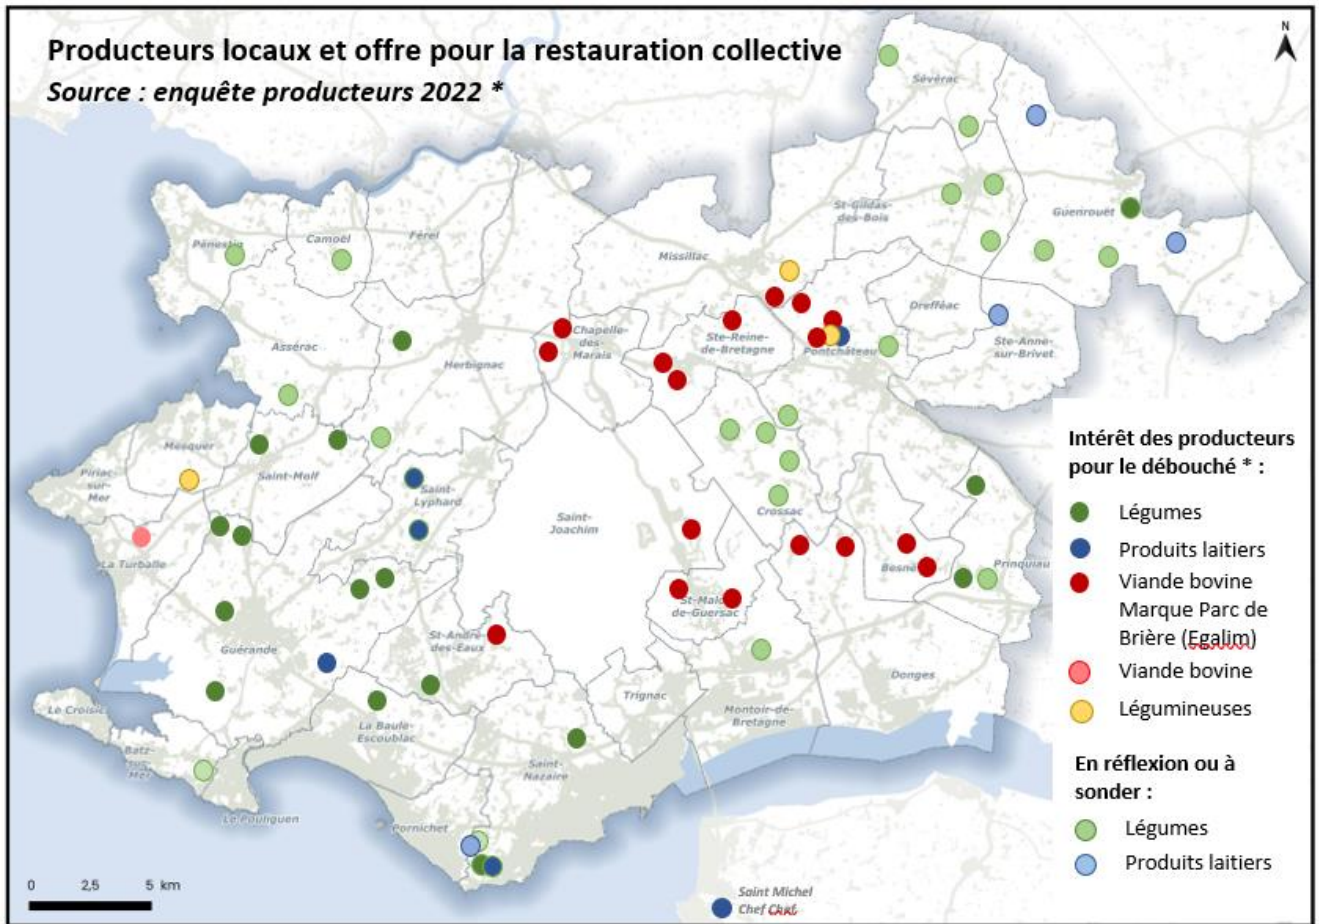 Producteurs locaux et offre pour la restauration collective
Source : enquête producteurs 2022 *
N
Sévérac
St-Gildas-
des-Bois
Guenrouët
Pénestin
Camoël
Férel
Missillac
Drefféac
Ste-Anne-
sur-Brivet
Assérac
Herbignac
Chapelle-
des-
Marais
Ste-Reine-
de-Bretagne
Pontchâteau
Mesquer
Piriac-
sur-
Mer
Saint-Molf
Saint-
Lyphard
Saint-
Joachim
Crossac
La Turballe
Besné
Prinquiau
St-Malo-
de-Guersac
Guérande
St-André-
des-Eaux
Trignac
Donges
Montoir-de-
Bretagne
Le Croisic
Batz-
sur-
Mer
La Baule-
Escoublac
Saint-
Nazaire
Le Pouliguen
Pornichet
Saint Michel
Chef Chef
0 2,5 5 km
Intérêt des producteurs
pour le débouché * :
Légumes
Produits laitiers
Viande bovine
Marque Parc de
Brière (Egalim)
Viande bovine
Légumineuses
En réflexion ou à
sonder :
Légumes
Produits laitiers